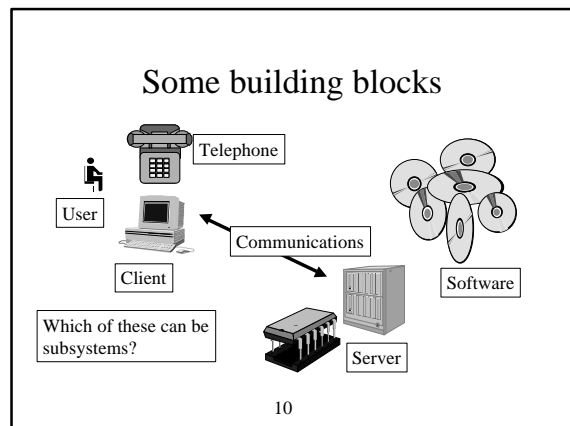 Some building blocks
Telephone
User
Communications
Client
Software
Which of these can be
subsystems?
Server
10